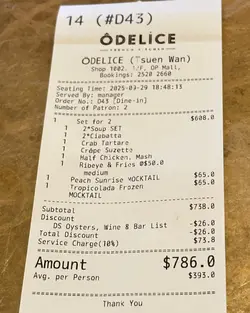 14 (#D43)
ÔDELICE
FRENCH • FUREN
ÔDELICE (Tsuen Wan)
Shop 1002, 1/F, OP Mall,
Bookings: 2520 2660
Seating Time: 2025-03-29 18:48:13
Served By: manager
Order No.: D43 [Dine-in]
Number of Patron: 2
1 Set for 2 $608.0
1 2*Soup SET
1 2*Ciabatta
1 Crab Tartare
1 Crêpe Suzette
1 Half Chicken, Mash
1 Ribeye & Fries @$50.0
medium
1 Peach Sunrise MOCKTAIL $65.0
1 Tropicolada Frozen $65.0
MOCKTAIL
Subtotal $738.0
Discount
DS Oysters, Wine & Bar List -$26.0
Total Discount -$26.0
Service Charge(10%) $73.8
Amount $786.0
Avg. per Person $393.0
Thank You